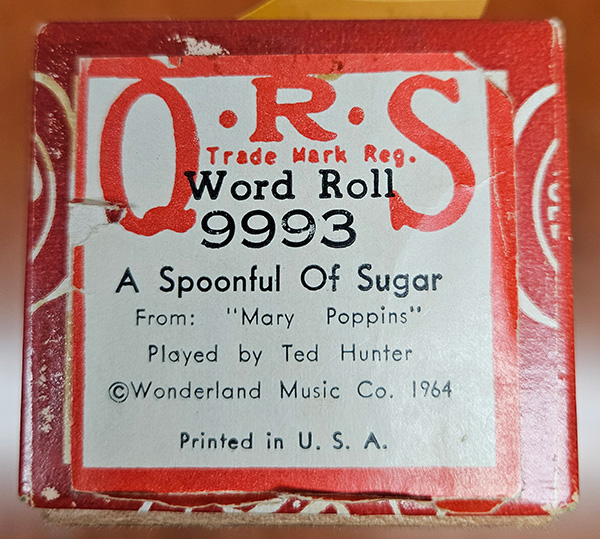 Q·R·S
Trade Mark Reg.
Word Roll
9993
A Spoonful Of Sugar
From: "Mary Poppins"
Played by Ted Hunter
©Wonderland Music Co. 1964
Printed in U. S. A.